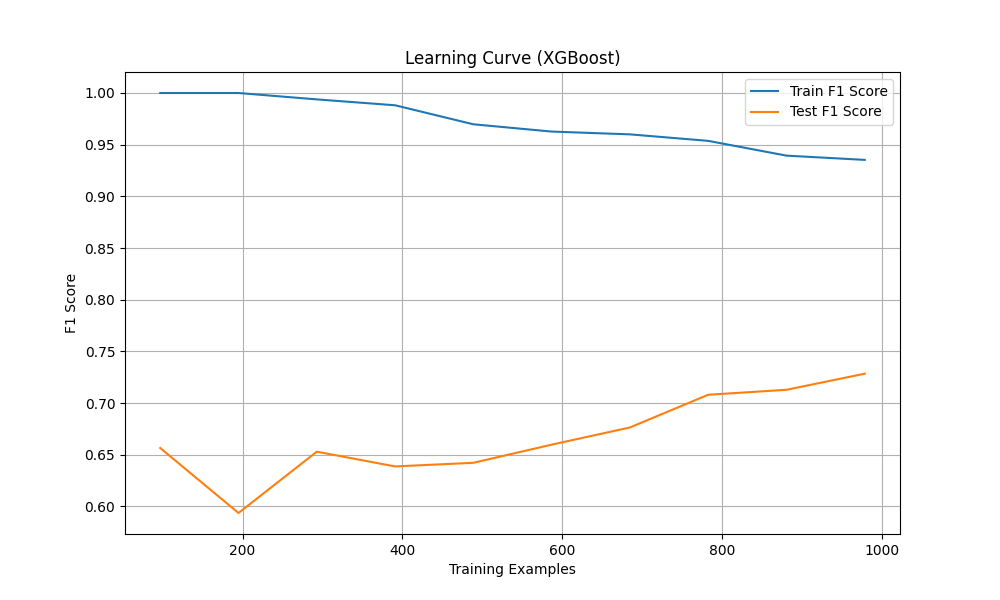 Learning Curve (XGBoost)
Train F1 Score
Test F1 Score
1.00
0.95
0.90
0.85
0.80
0.75
0.70
0.65
0.60
F1 Score
200
400
600
800
1000
Training Examples